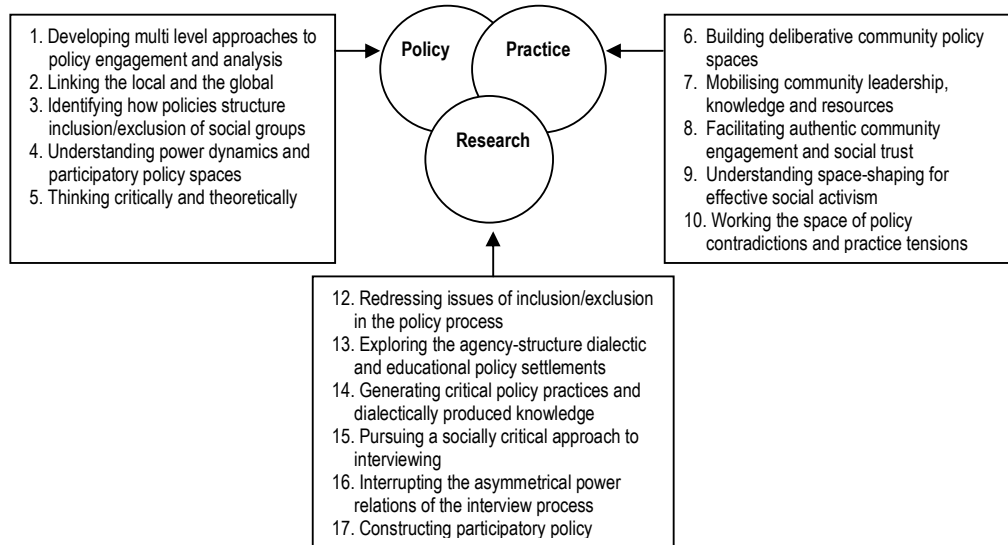 1. Developing multi level approaches to
policy engagement and analysis
2. Linking the local and the global
3. Identifying how policies structure
inclusion/exclusion of social groups
4. Understanding power dynamics and
participatory policy spaces
5. Thinking critically and theoretically
Policy
Practice
Research
6. Building deliberative community policy
spaces
7. Mobilising community leadership,
knowledge and resources
8. Facilitating authentic community
engagement and social trust
9. Understanding space-shaping for
effective social activism
10. Working the space of policy
contradictions and practice tensions
12. Redressing issues of inclusion/exclusion
in the policy process
13. Exploring the agency-structure dialectic
and educational policy settlements
14. Generating critical policy practices and
dialectically produced knowledge
15. Pursuing a socially critical approach to
interviewing
16. Interrupting the asymmetrical power
relations of the interview process
17. Constructing participatory policy